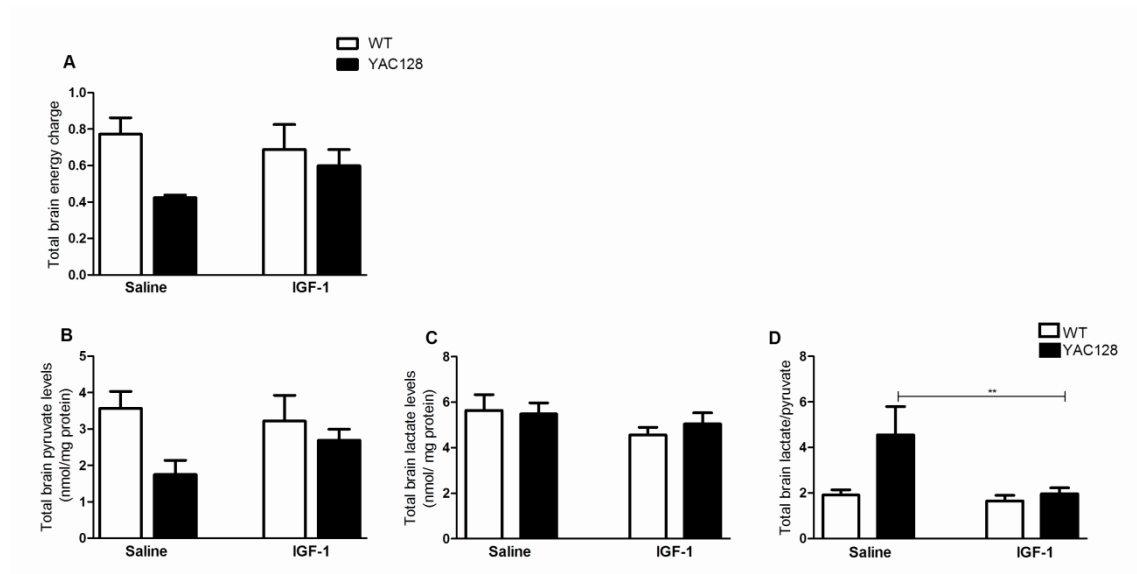 WT
YAC128
A
Total brain energy charge
1.0
0.8
0.6
0.4
0.2
0.0
Saline IGF-1
B
Total brain pyruvate levels
(nmol/mg protein)
5
4
3
2
1
0
Saline IGF-1
C
Total brain lactate levels
(nmol/ mg protein)
8
6
4
2
0
Saline IGF-1
D
WT
YAC128
Total brain lactate/pyruvate
8
6
4
2
0
**
Saline IGF-1